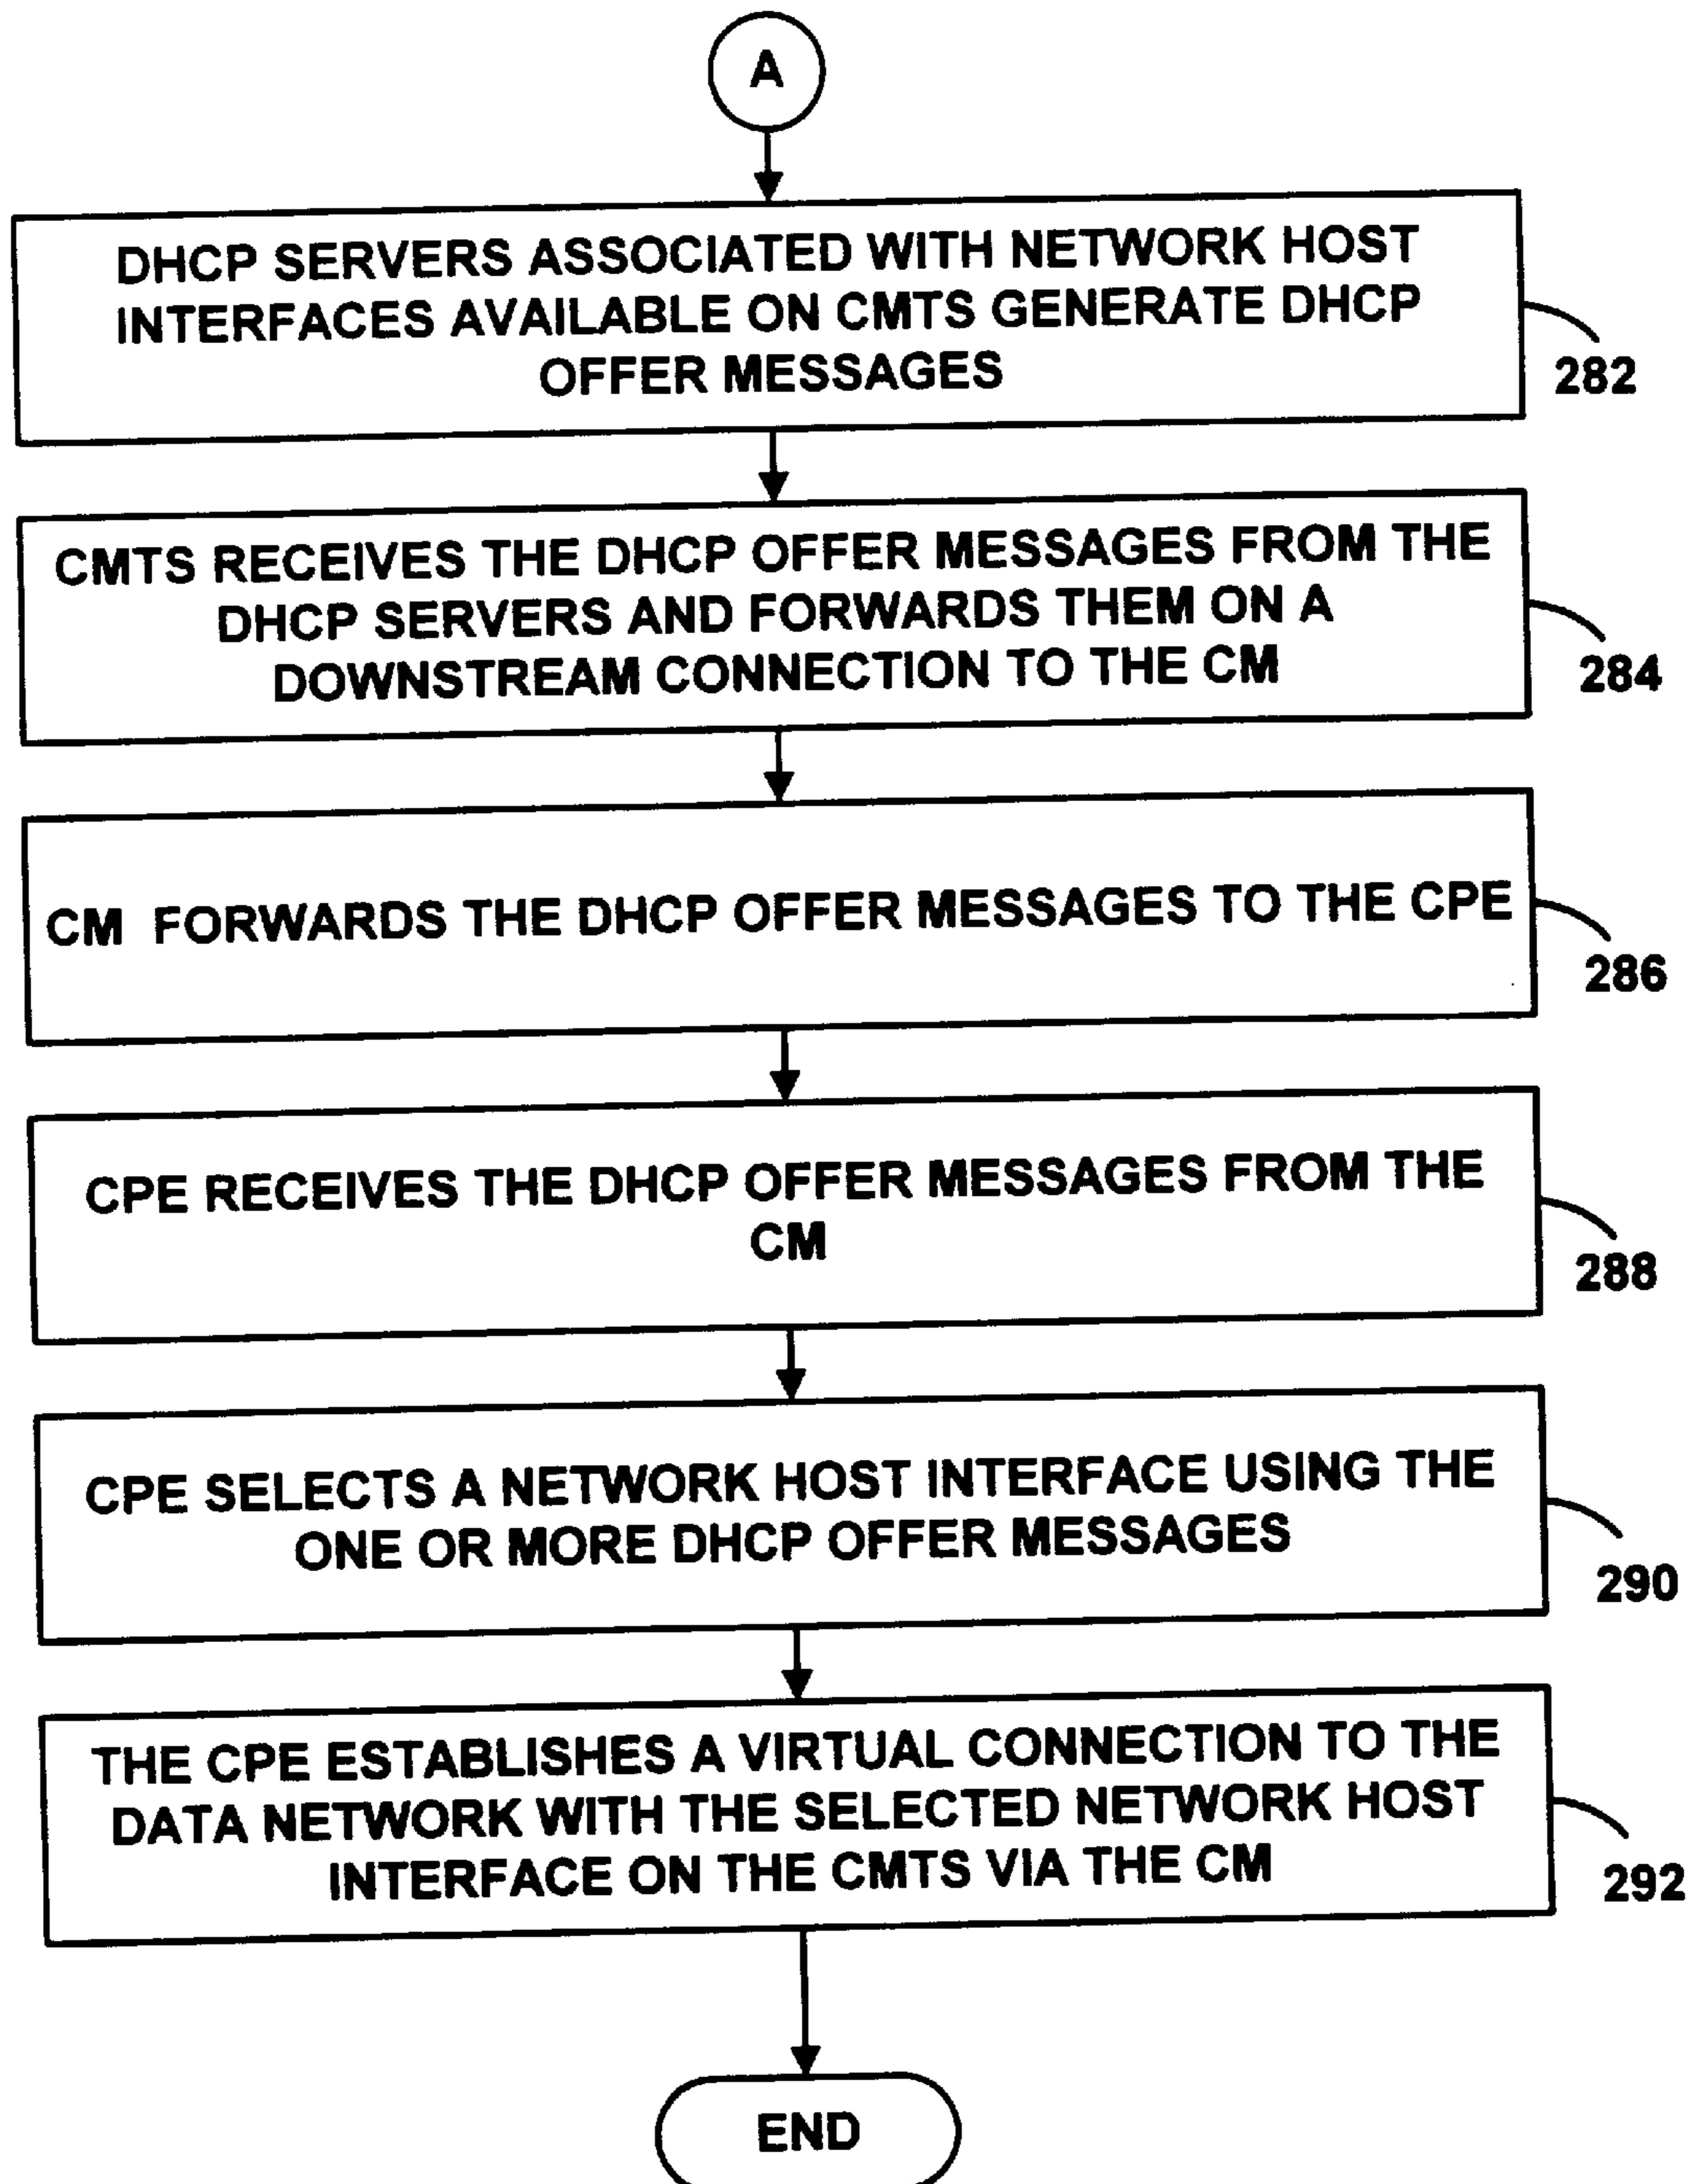 A
DHCP SERVERS ASSOCIATED WITH NETWORK HOST
INTERFACES AVAILABLE ON CMTS GENERATE DHCP
OFFER MESSAGES
282
CMTS RECEIVES THE DHCP OFFER MESSAGES FROM THE
DHCP SERVERS AND FORWARDS THEM ON A
DOWNSTREAM CONNECTION TO THE CM
284
CM FORWARDS THE DHCP OFFER MESSAGES TO THE CPE
286
CPE RECEIVES THE DHCP OFFER MESSAGES FROM THE
CM
288
CPE SELECTS A NETWORK HOST INTERFACE USING THE
ONE OR MORE DHCP OFFER MESSAGES
290
THE CPE ESTABLISHES A VIRTUAL CONNECTION TO THE
DATA NETWORK WITH THE SELECTED NETWORK HOST
INTERFACE ON THE CMTS VIA THE CM
292
END